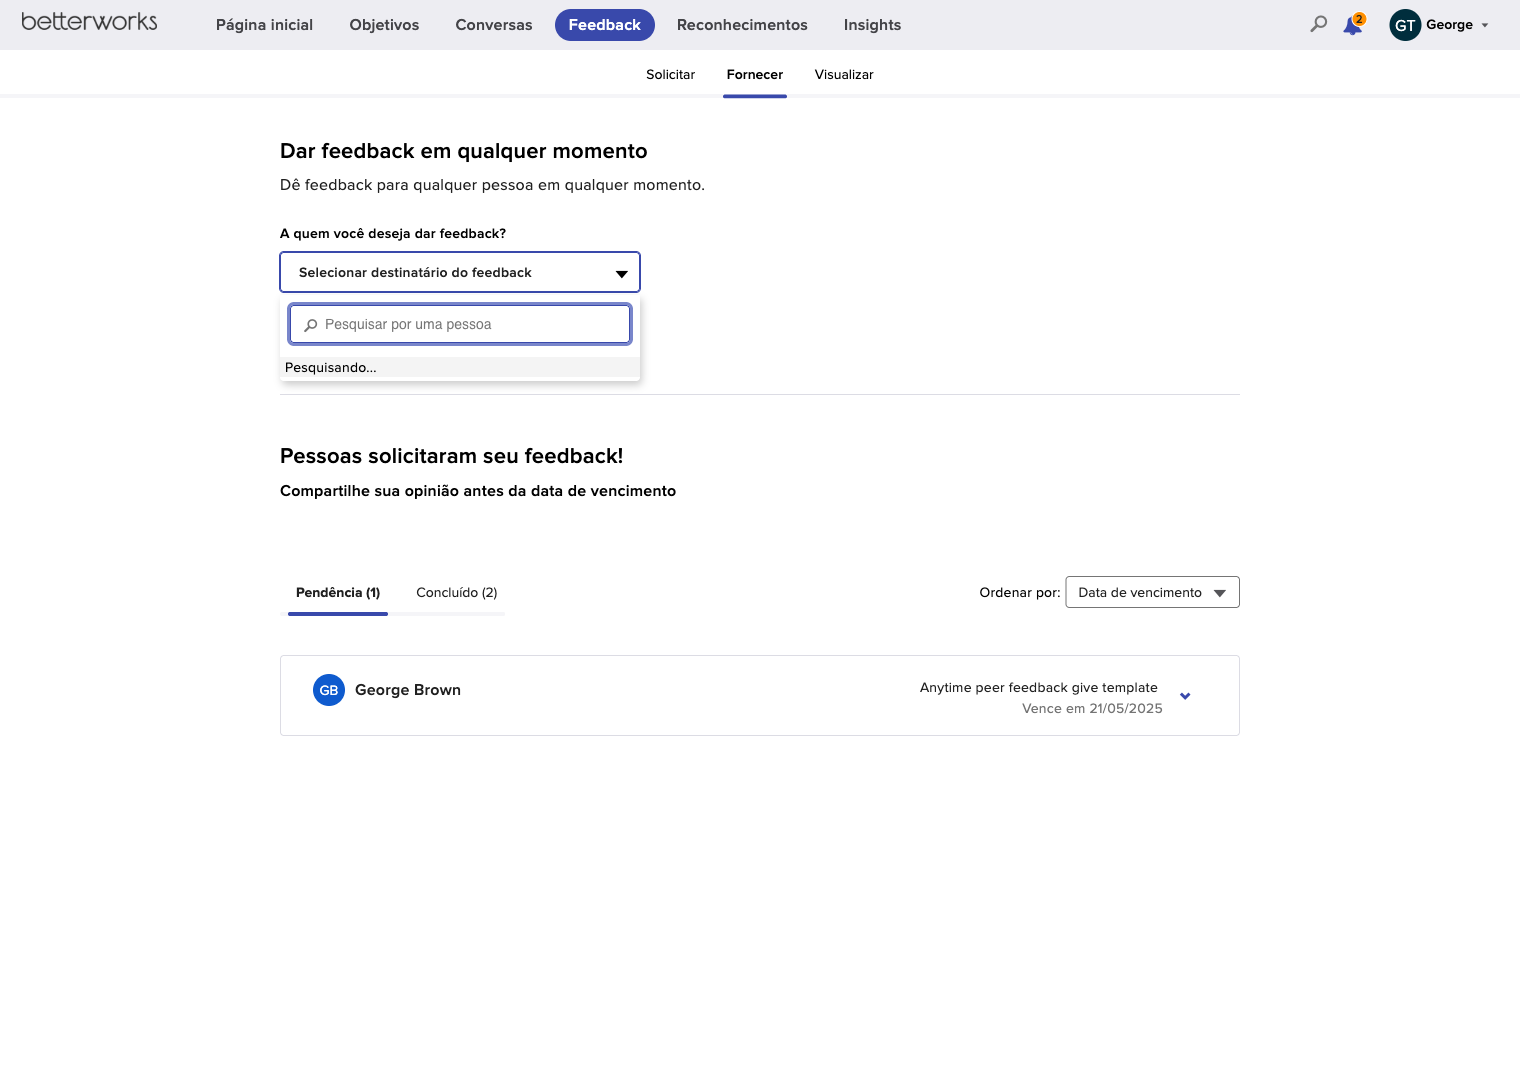 betterworks Página inicial Objetivos Conversas Feedback Reconhecimentos Insights 2 GT George
Solicitar Fornecer Visualizar
Dar feedback em qualquer momento
Dê feedback para qualquer pessoa em qualquer momento.
A quem você deseja dar feedback?
Selecionar destinatário do feedback
Pesquisar por uma pessoa
Pesquisando...
Pessoas solicitaram seu feedback!
Compartilhe sua opinião antes da data de vencimento
Pendência (1) Concluído (2) Ordenar por: Data de vencimento
GB George Brown Anytime peer feedback give template
Vence em 21/05/2025